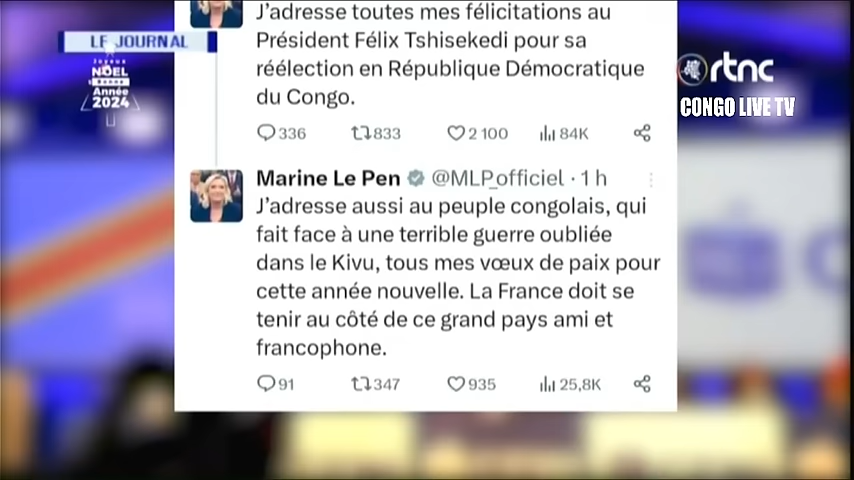 J'adresse toutes mes félicitations au
Président Félix Tshisekedi pour sa
réélection en République Démocratique
du Congo.
336 833 2 100 84K
Marine Le Pen @MLP_officiel · 1 h
J'adresse aussi au peuple congolais, qui
fait face à une terrible guerre oubliée
dans le Kivu, tous mes vœux de paix pour
cette année nouvelle. La France doit se
tenir au côté de ce grand pays ami et
francophone.
91 347 935 25,8K
LE JOURNAL
Joyeux
NOËL
Bonne
Année
2024
rtnc
CONGO LIVE TV